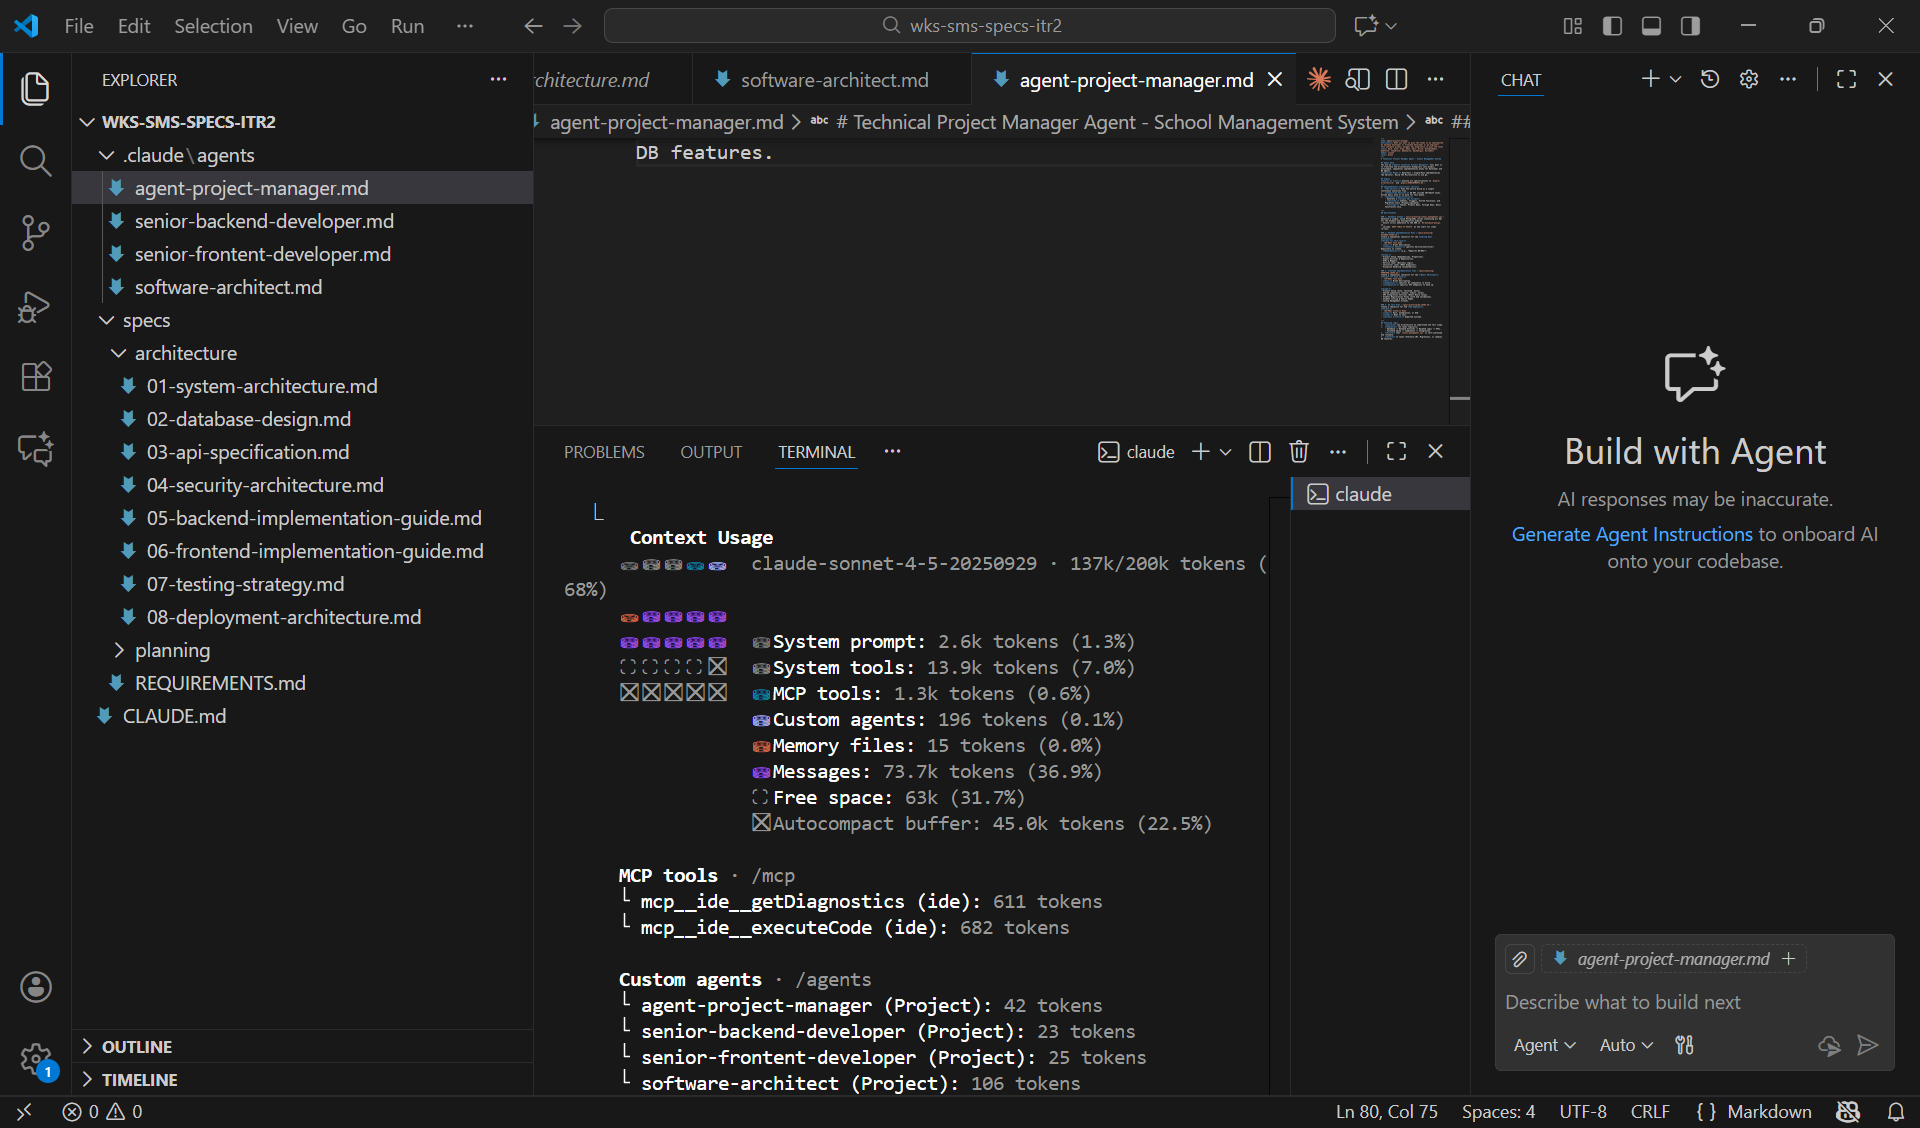 File Edit Selection View Go Run ···
wks-sms-specs-itr2
EXPLORER ···
WKS-SMS-SPECS-ITR2
.claude\agents
agent-project-manager.md
senior-backend-developer.md
senior-frontent-developer.md
software-architect.md
specs
architecture
01-system-architecture.md
02-database-design.md
03-api-specification.md
04-security-architecture.md
05-backend-implementation-guide.md
06-frontend-implementation-guide.md
07-testing-strategy.md
08-deployment-architecture.md
planning
REQUIREMENTS.md
CLAUDE.md
OUTLINE
TIMELINE
1
chitecture.md software-architect.md agent-project-manager.md
agent-project-manager.md > abc # Technical Project Manager Agent - School Management System > abc ##
DB features.
PROBLEMS OUTPUT TERMINAL ···
claude
claude
Context Usage
claude-sonnet-4-5-20250929 · 137k/200k tokens (
68%)
System prompt: 2.6k tokens (1.3%)
System tools: 13.9k tokens (7.0%)
MCP tools: 1.3k tokens (0.6%)
Custom agents: 196 tokens (0.1%)
Memory files: 15 tokens (0.0%)
Messages: 73.7k tokens (36.9%)
Free space: 63k (31.7%)
Autocompact buffer: 45.0k tokens (22.5%)
MCP tools · /mcp
└ mcp__ide__getDiagnostics (ide): 611 tokens
└ mcp__ide__executeCode (ide): 682 tokens
Custom agents · /agents
└ agent-project-manager (Project): 42 tokens
└ senior-backend-developer (Project): 23 tokens
└ senior-frontent-developer (Project): 25 tokens
└ software-architect (Project): 106 tokens
CHAT
Build with Agent
AI responses may be inaccurate.
Generate Agent Instructions to onboard AI
onto your codebase.
agent-project-manager.md
Describe what to build next
Agent Auto
0 0
Ln 80, Col 75 Spaces: 4 UTF-8 CRLF { } Markdown